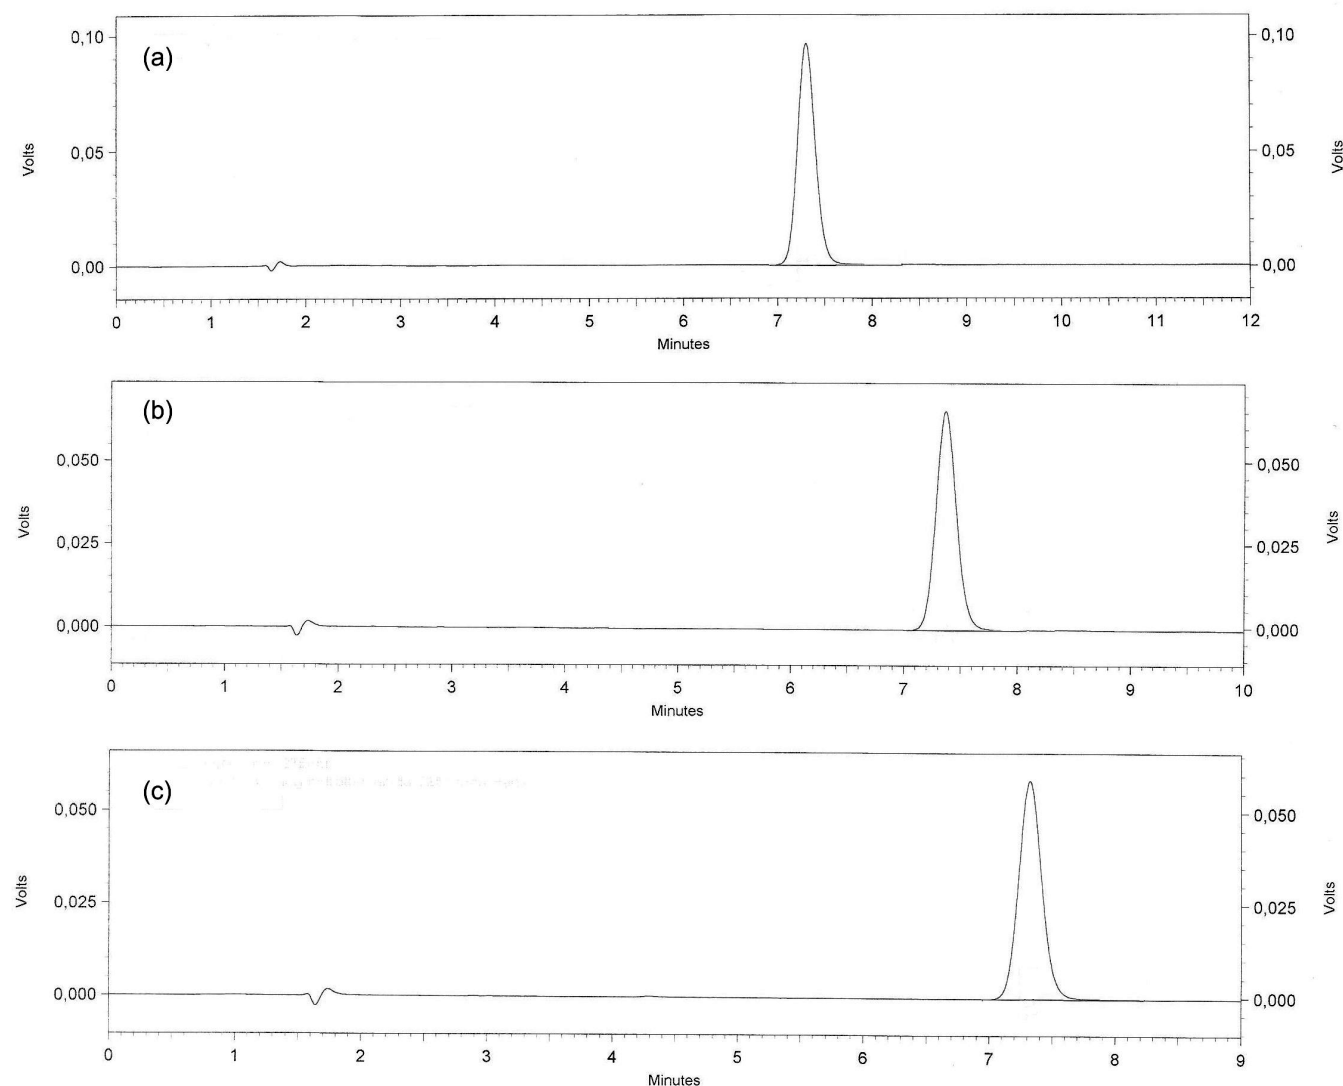 (a)
0,10 0,10
Volts 0,05 0,05 Volts
0,00 0,00
0 1 2 3 4 5 6 7 8 9 10 11 12
Minutes
(b)
0,050 0,050
Volts 0,025 0,025 Volts
0,000 0,000
0 1 2 3 4 5 6 7 8 9 10
Minutes
(c)
0,050 0,050
Volts 0,025 0,025 Volts
0,000 0,000
0 1 2 3 4 5 6 7 8 9
Minutes